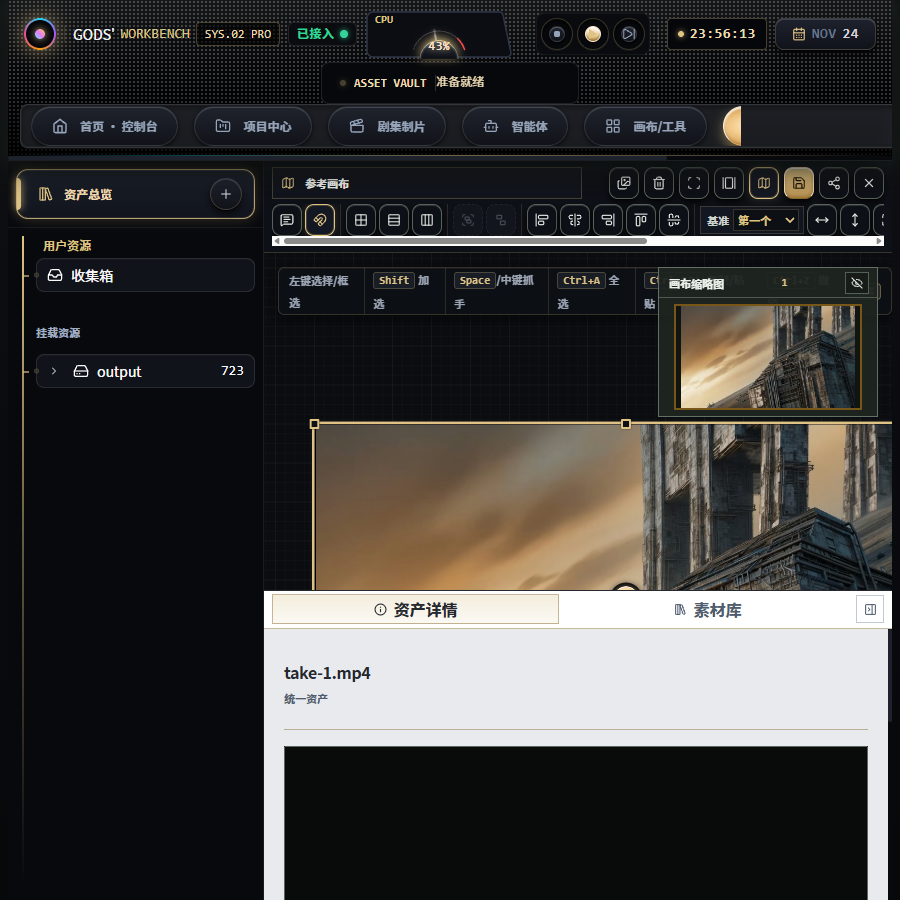 GODS' WORKBENCH
SYS.02 PRO
已接入
CPU
43%
23:56:13
NOV 24
ASSET VAULT 准备就绪
首页 • 控制台
项目中心
剧集制片
智能体
画布/工具
资产总览
用户资源
收集箱
挂载资源
output
723
参考画布
基准 第一个
左键选择/框选
Shift 加选
Space /中键抓手
Ctrl+A 全选
贴
画布缩略图
1
资产详情
素材库
take-1.mp4
统一资产